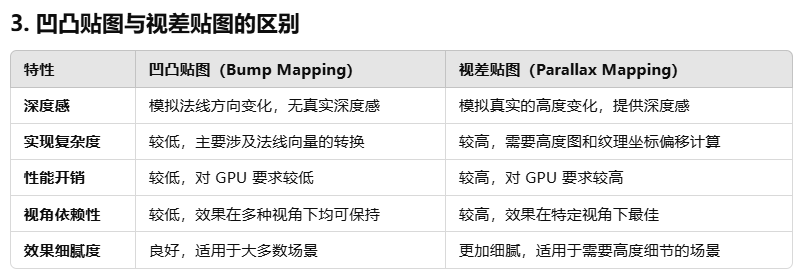 3. 凹凸贴图与视差贴图的区别
特性 凹凸贴图（Bump Mapping） 视差贴图（Parallax Mapping）
深度感 模拟法线方向变化，无真实深度感 模拟真实的高度变化，提供深度感
实现复杂度 较低，主要涉及法线向量的转换 较高，需要高度图和纹理坐标偏移计算
性能开销 较低，对 GPU 要求较低 较高，对 GPU 要求较高
视角依赖性 较低，效果在多种视角下均可保持 较高，效果在特定视角下最佳
效果细腻度 良好，适用于大多数场景 更加细腻，适用于需要高度细节的场景